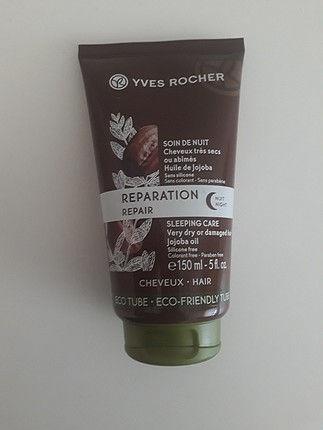 YVES ROCHER
SOIN DE NUIT
Cheveux très secs
ou abîmés
Huile de jojoba
Sans silicone
Sans colorant - Sans parabène
REPARATION
REPAIR
NUIT
NIGHT
SLEEPING CARE
Very dry or damaged
Jojoba oil
Silicone free
Colorant free - Paraben free
e 150 ml - 5 fl. oz.
CHEVEUX · HAIR
ECO TUBE · ECO-FRIENDLY TUBE